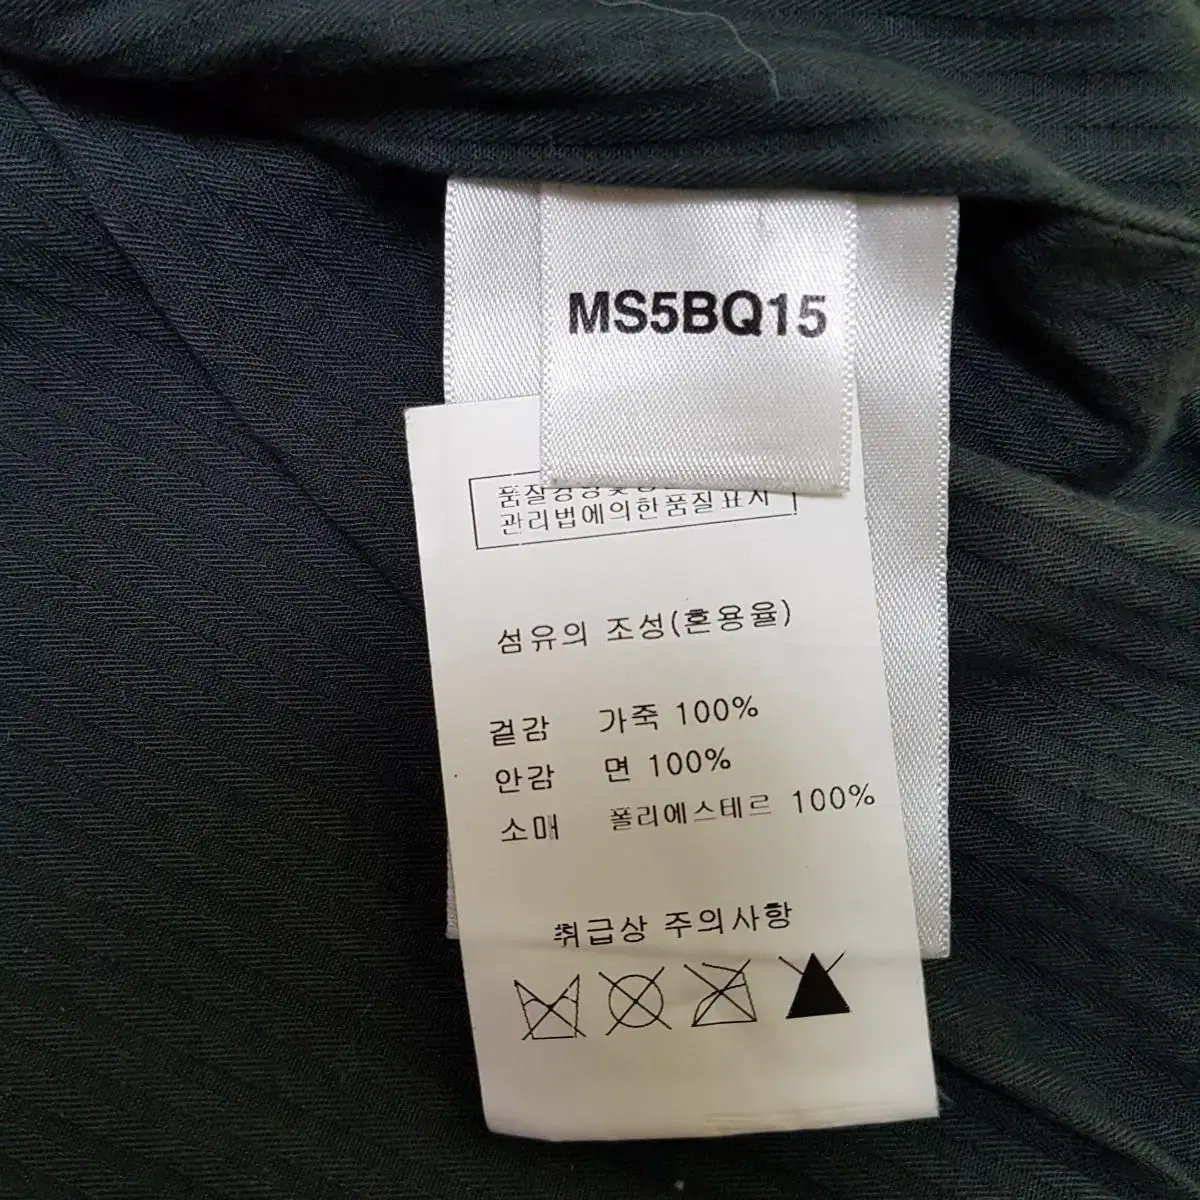 MS5BQ15
관리법에의한품질표시
섬유의 조성(혼용율)
겉감 가죽 100%
안감 면 100%
소매 폴리에스테르 100%
취급상 주의사항